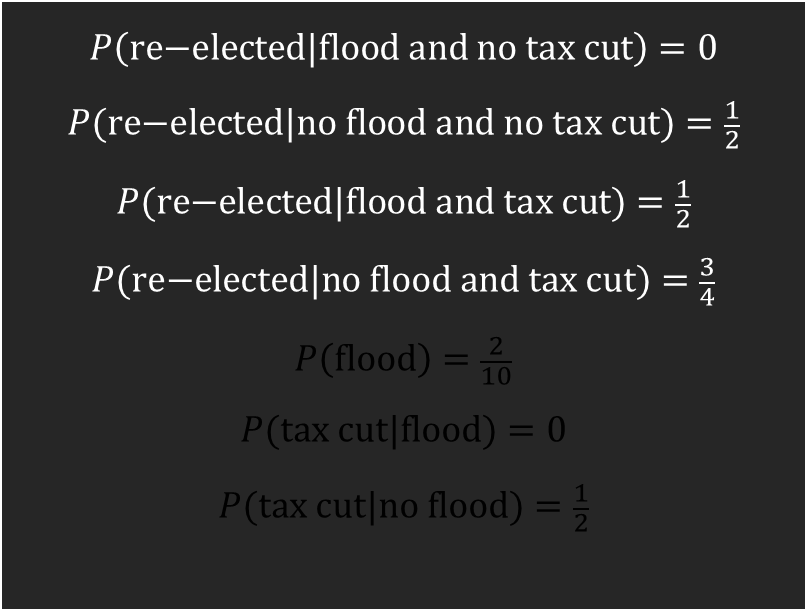 P(re−elected|flood and no tax cut) = 0
P(re−elected|no flood and no tax cut) = 1/2
P(re−elected|flood and tax cut) = 1/2
P(re−elected|no flood and tax cut) = 3/4
P(flood) = 2/10
P(tax cut|flood) = 0
P(tax cut|no flood) = 1/2